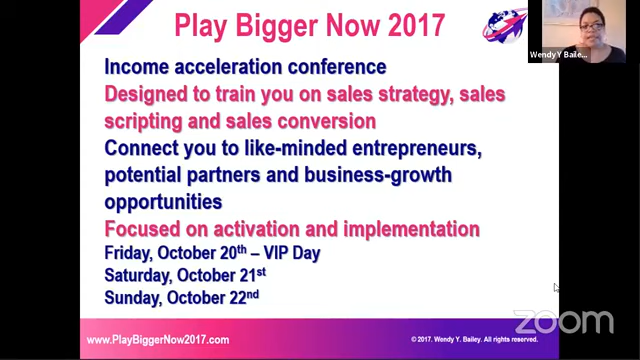 Play Bigger Now 2017
Wendy Y Baile...
Income acceleration conference
Designed to train you on sales strategy, sales
scripting and sales conversion
Connect you to like-minded entrepreneurs,
potential partners and business-growth
opportunities
Focused on activation and implementation
Friday, October 20th – VIP Day
Saturday, October 21st
Sunday, October 22nd
zoom
www.PlayBiggerNow2017.com
© 2017. Wendy Y. Bailey. All rights reserved.